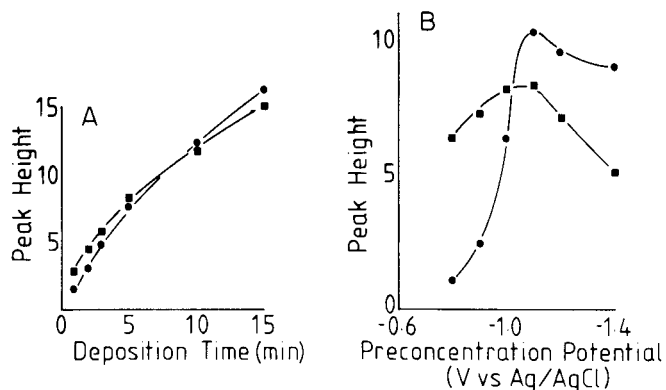 A
Peak Height
15
10
5
0 5 10 15
Deposition Time (min)
B
Peak Height
10
5
0
-0.6 -1.0 -1.4
Preconcentration Potential
(V vs Ag/AgCl)